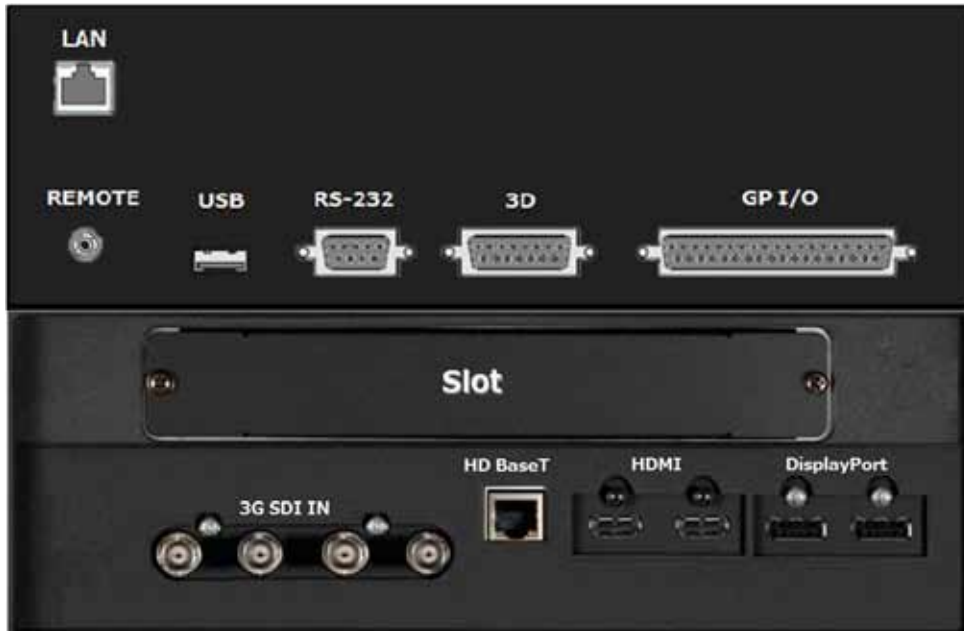 LAN
REMOTE
USB
RS-232
3D
GP I/O
Slot
HD BaseT
HDMI
DisplayPort
3G SDI IN